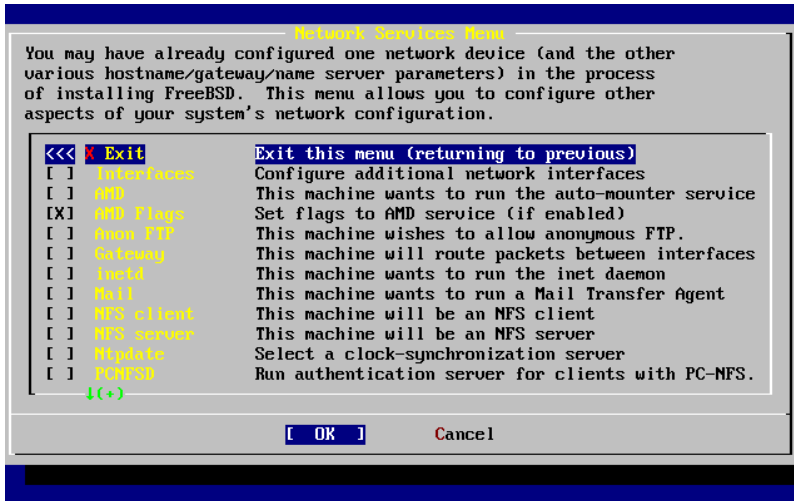 Network Services Menu
You may have already configured one network device (and the other
various hostname/gateway/name server parameters) in the process
of installing FreeBSD.  This menu allows you to configure other
aspects of your system's network configuration.
<<< X Exit Exit this menu (returning to previous)
[ ] Interfaces Configure additional network interfaces
[ ] AMD This machine wants to run the auto-mounter service
[X] AMD Flags Set flags to AMD service (if enabled)
[ ] Anon FTP This machine wishes to allow anonymous FTP.
[ ] Gateway This machine will route packets between interfaces
[ ] inetd This machine wants to run the inet daemon
[ ] Mail This machine wants to run a Mail Transfer Agent
[ ] NFS client This machine will be an NFS client
[ ] NFS server This machine will be an NFS server
[ ] Ntpdate Select a clock-synchronization server
[ ] PCNFSD Run authentication server for clients with PC-NFS.
↓(+)
[ OK ] Cancel